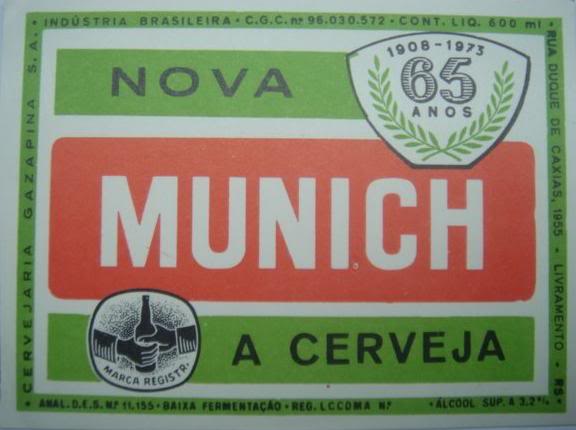 INDÚSTRIA BRASILEIRA · C.G.C. nº 96.030.572 · CONT. LIQ. 600 ml ·
RUA DUQUE DE CAXIAS, 1955 · LIVRAMENTO - RS ·
CERVEJARIA GAZAPINA S.A. ·
1908-1973
65
ANOS
NOVA
MUNICH
A CERVEJA
MARCA REGISTR.
ANAL. D.E.S. Nº 11.155 · BAIXA FERMENTAÇÃO · REG. LCCDMA Nº · ÁLCOOL SUP. A 3,2%